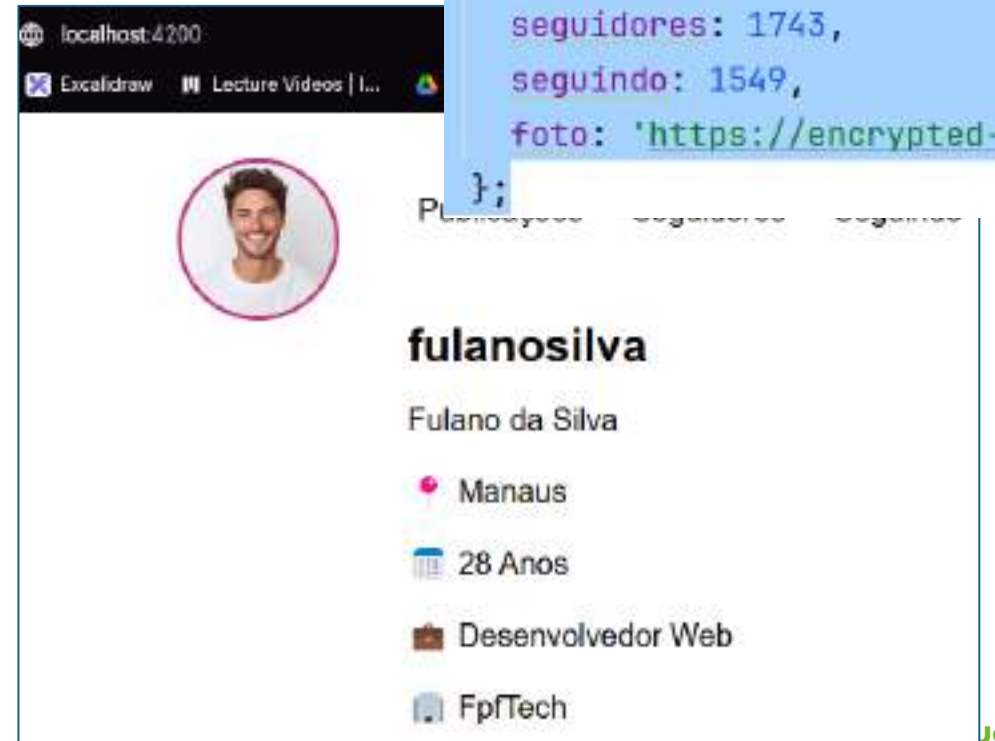 localhost:4200
Excalidraw Lecture Videos | I...
seguidores: 1743,
seguindo: 1549,
foto: 'https://encrypted-
};
fulanosilva
Fulano da Silva
Manaus
28 Anos
Desenvolvedor Web
FpfTech